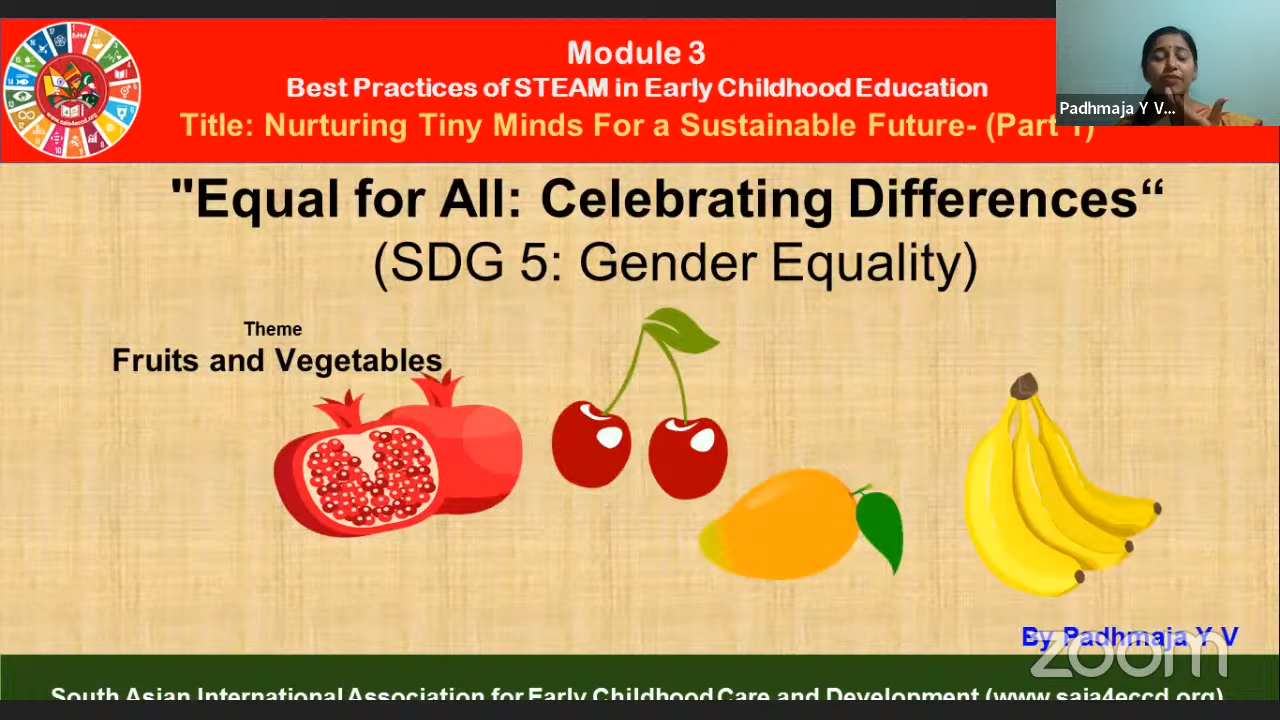 Module 3
Best Practices of STEAM in Early Childhood Education
Title: Nurturing Tiny Minds For a Sustainable Future- (Part 1)
Padhmaja Y V...
"Equal for All: Celebrating Differences“
(SDG 5: Gender Equality)
Theme
Fruits and Vegetables
By Padhmaja Y V
zoom
South Asian International Association for Early Childhood Care and Development (www.saia4eccd.org)